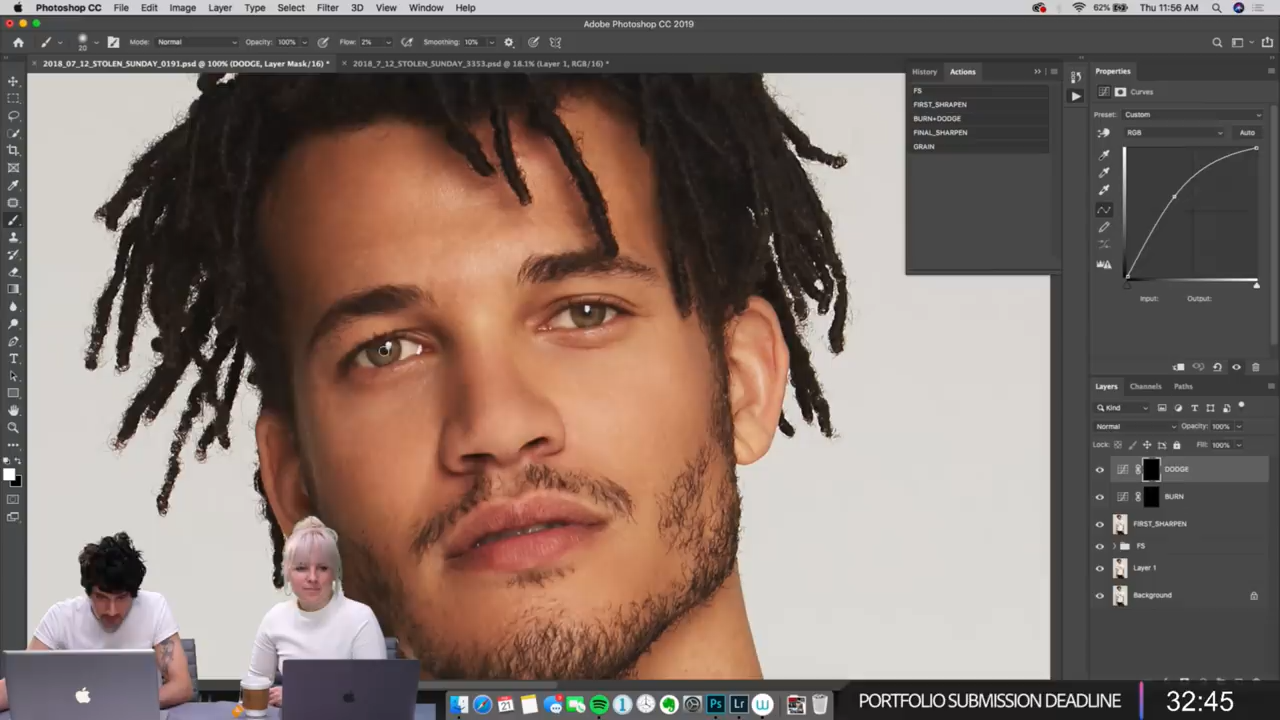 Photoshop CC File Edit Image Layer Type Select Filter 3D View Window Help 62% Thu 11:56 AM
Adobe Photoshop CC 2019
20 Mode: Normal Opacity: 100% Flow: 2% Smoothing: 10%
2018_07_12_STOLEN_SUNDAY_0191.psd @ 100% (DODGE, Layer Mask/16) *
2018_7_12_STOLEN_SUNDAY_3353.psd @ 18.1% (Layer 1, RGB/16) *
History Actions
FS
FIRST_SHRAPEN
BURN+DODGE
FINAL_SHARPEN
GRAIN
Properties
Curves
Preset: Custom
RGB Auto
Input: Output:
Layers Channels Paths
Kind
Normal Opacity: 100%
Lock: Fill: 100%
DODGE
BURN
FIRST_SHARPEN
FS
Layer 1
Background
Ps Lr
PORTFOLIO SUBMISSION DEADLINE 32:45